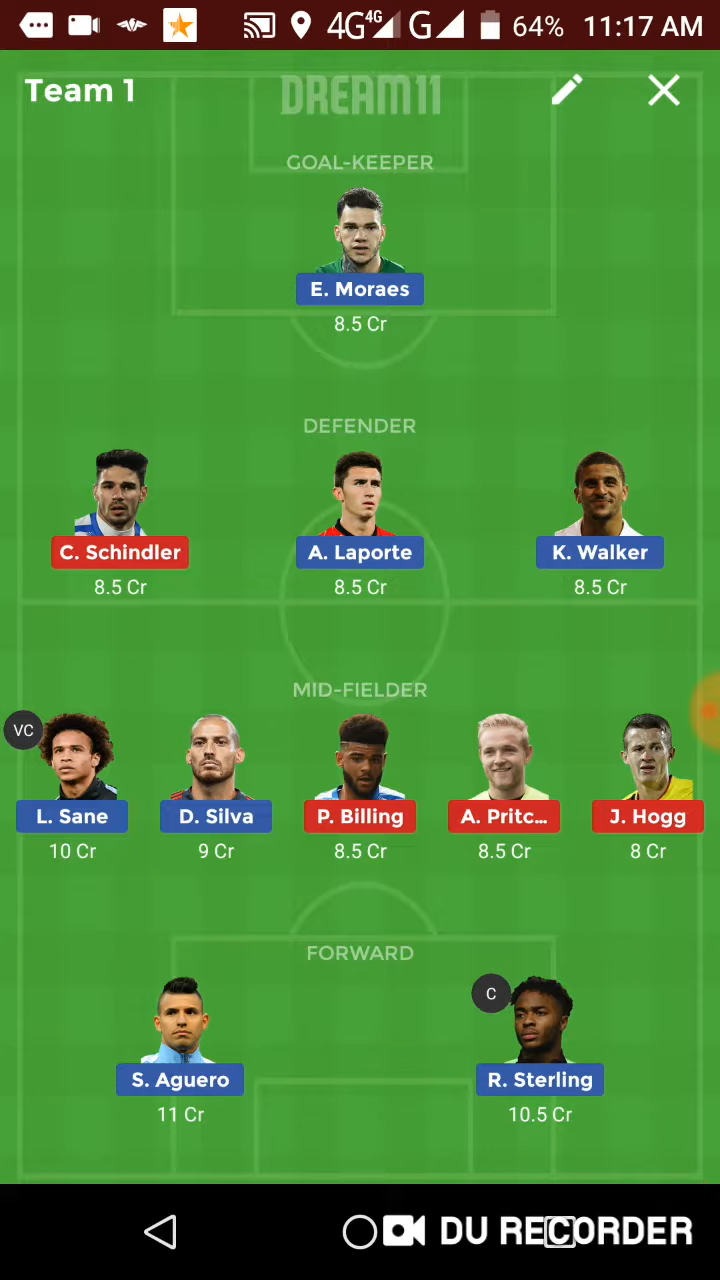 4G 4G G 64% 11:17 AM
Team 1 DREAM11
GOAL-KEEPER
E. Moraes
8.5 Cr
DEFENDER
C. Schindler A. Laporte K. Walker
8.5 Cr 8.5 Cr 8.5 Cr
MID-FIELDER
VC
L. Sane D. Silva P. Billing A. Pritc... J. Hogg
10 Cr 9 Cr 8.5 Cr 8.5 Cr 8 Cr
FORWARD
C
S. Aguero R. Sterling
11 Cr 10.5 Cr
DU RECORDER